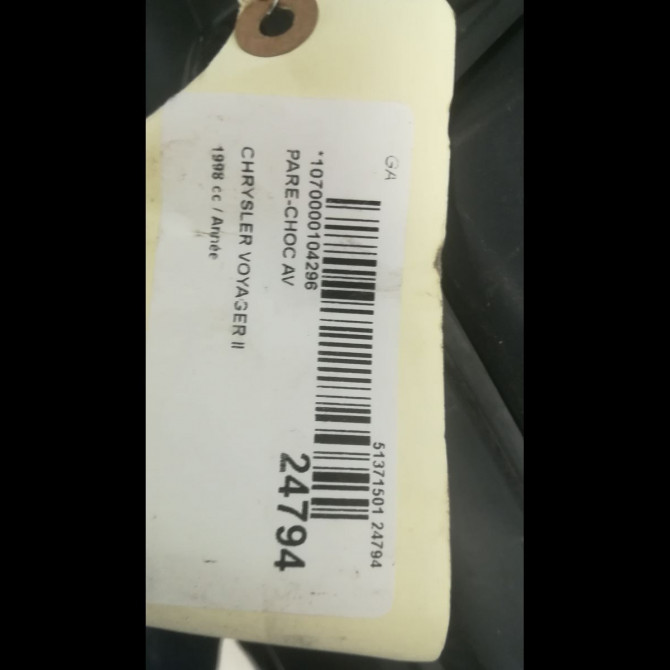 GA
51371501 24794
*1070000104296
PARE-CHOC AV
24794
CHRYSLER VOYAGER II
1998 cc / Année